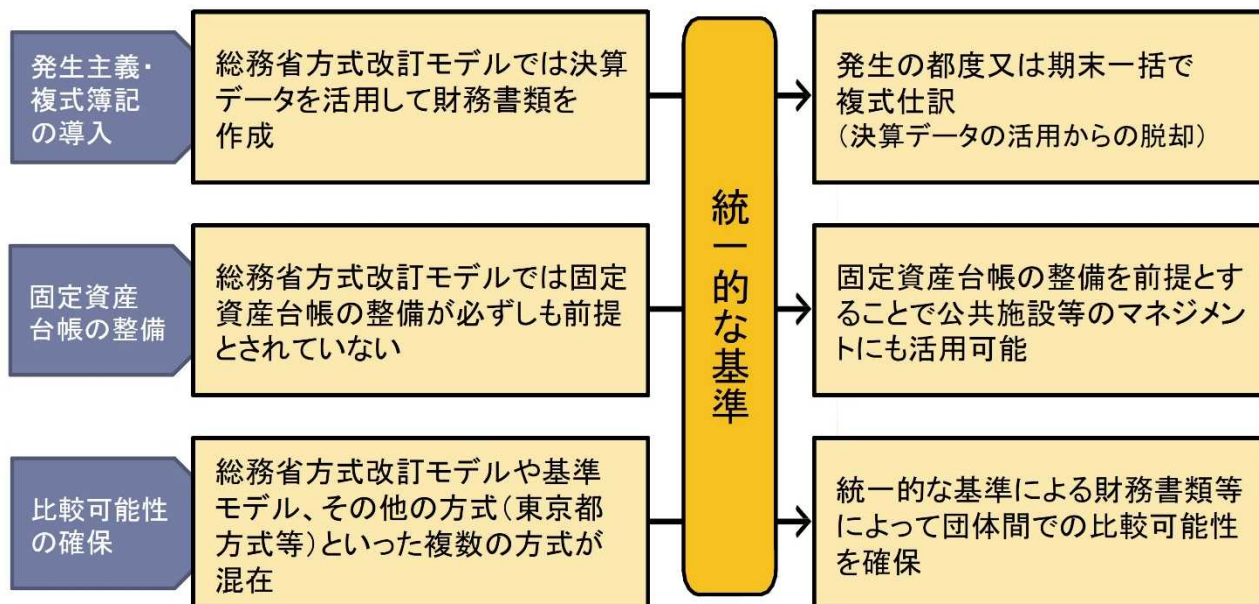 発生主義・
複式簿記
の導入
総務省方式改訂モデルでは決算
データを活用して財務書類を
作成
発生の都度又は期末一括で
複式仕訳
（決算データの活用からの脱却）
固定資産
台帳の整備
総務省方式改訂モデルでは固定
資産台帳の整備が必ずしも前提
とされていない
統一的な基準
固定資産台帳の整備を前提とす
ることで公共施設等のマネジメン
トにも活用可能
比較可能性
の確保
総務省方式改訂モデルや基準
モデル、その他の方式（東京都
方式等）といった複数の方式が
混在
統一的な基準による財務書類等
によって団体間での比較可能性
を確保